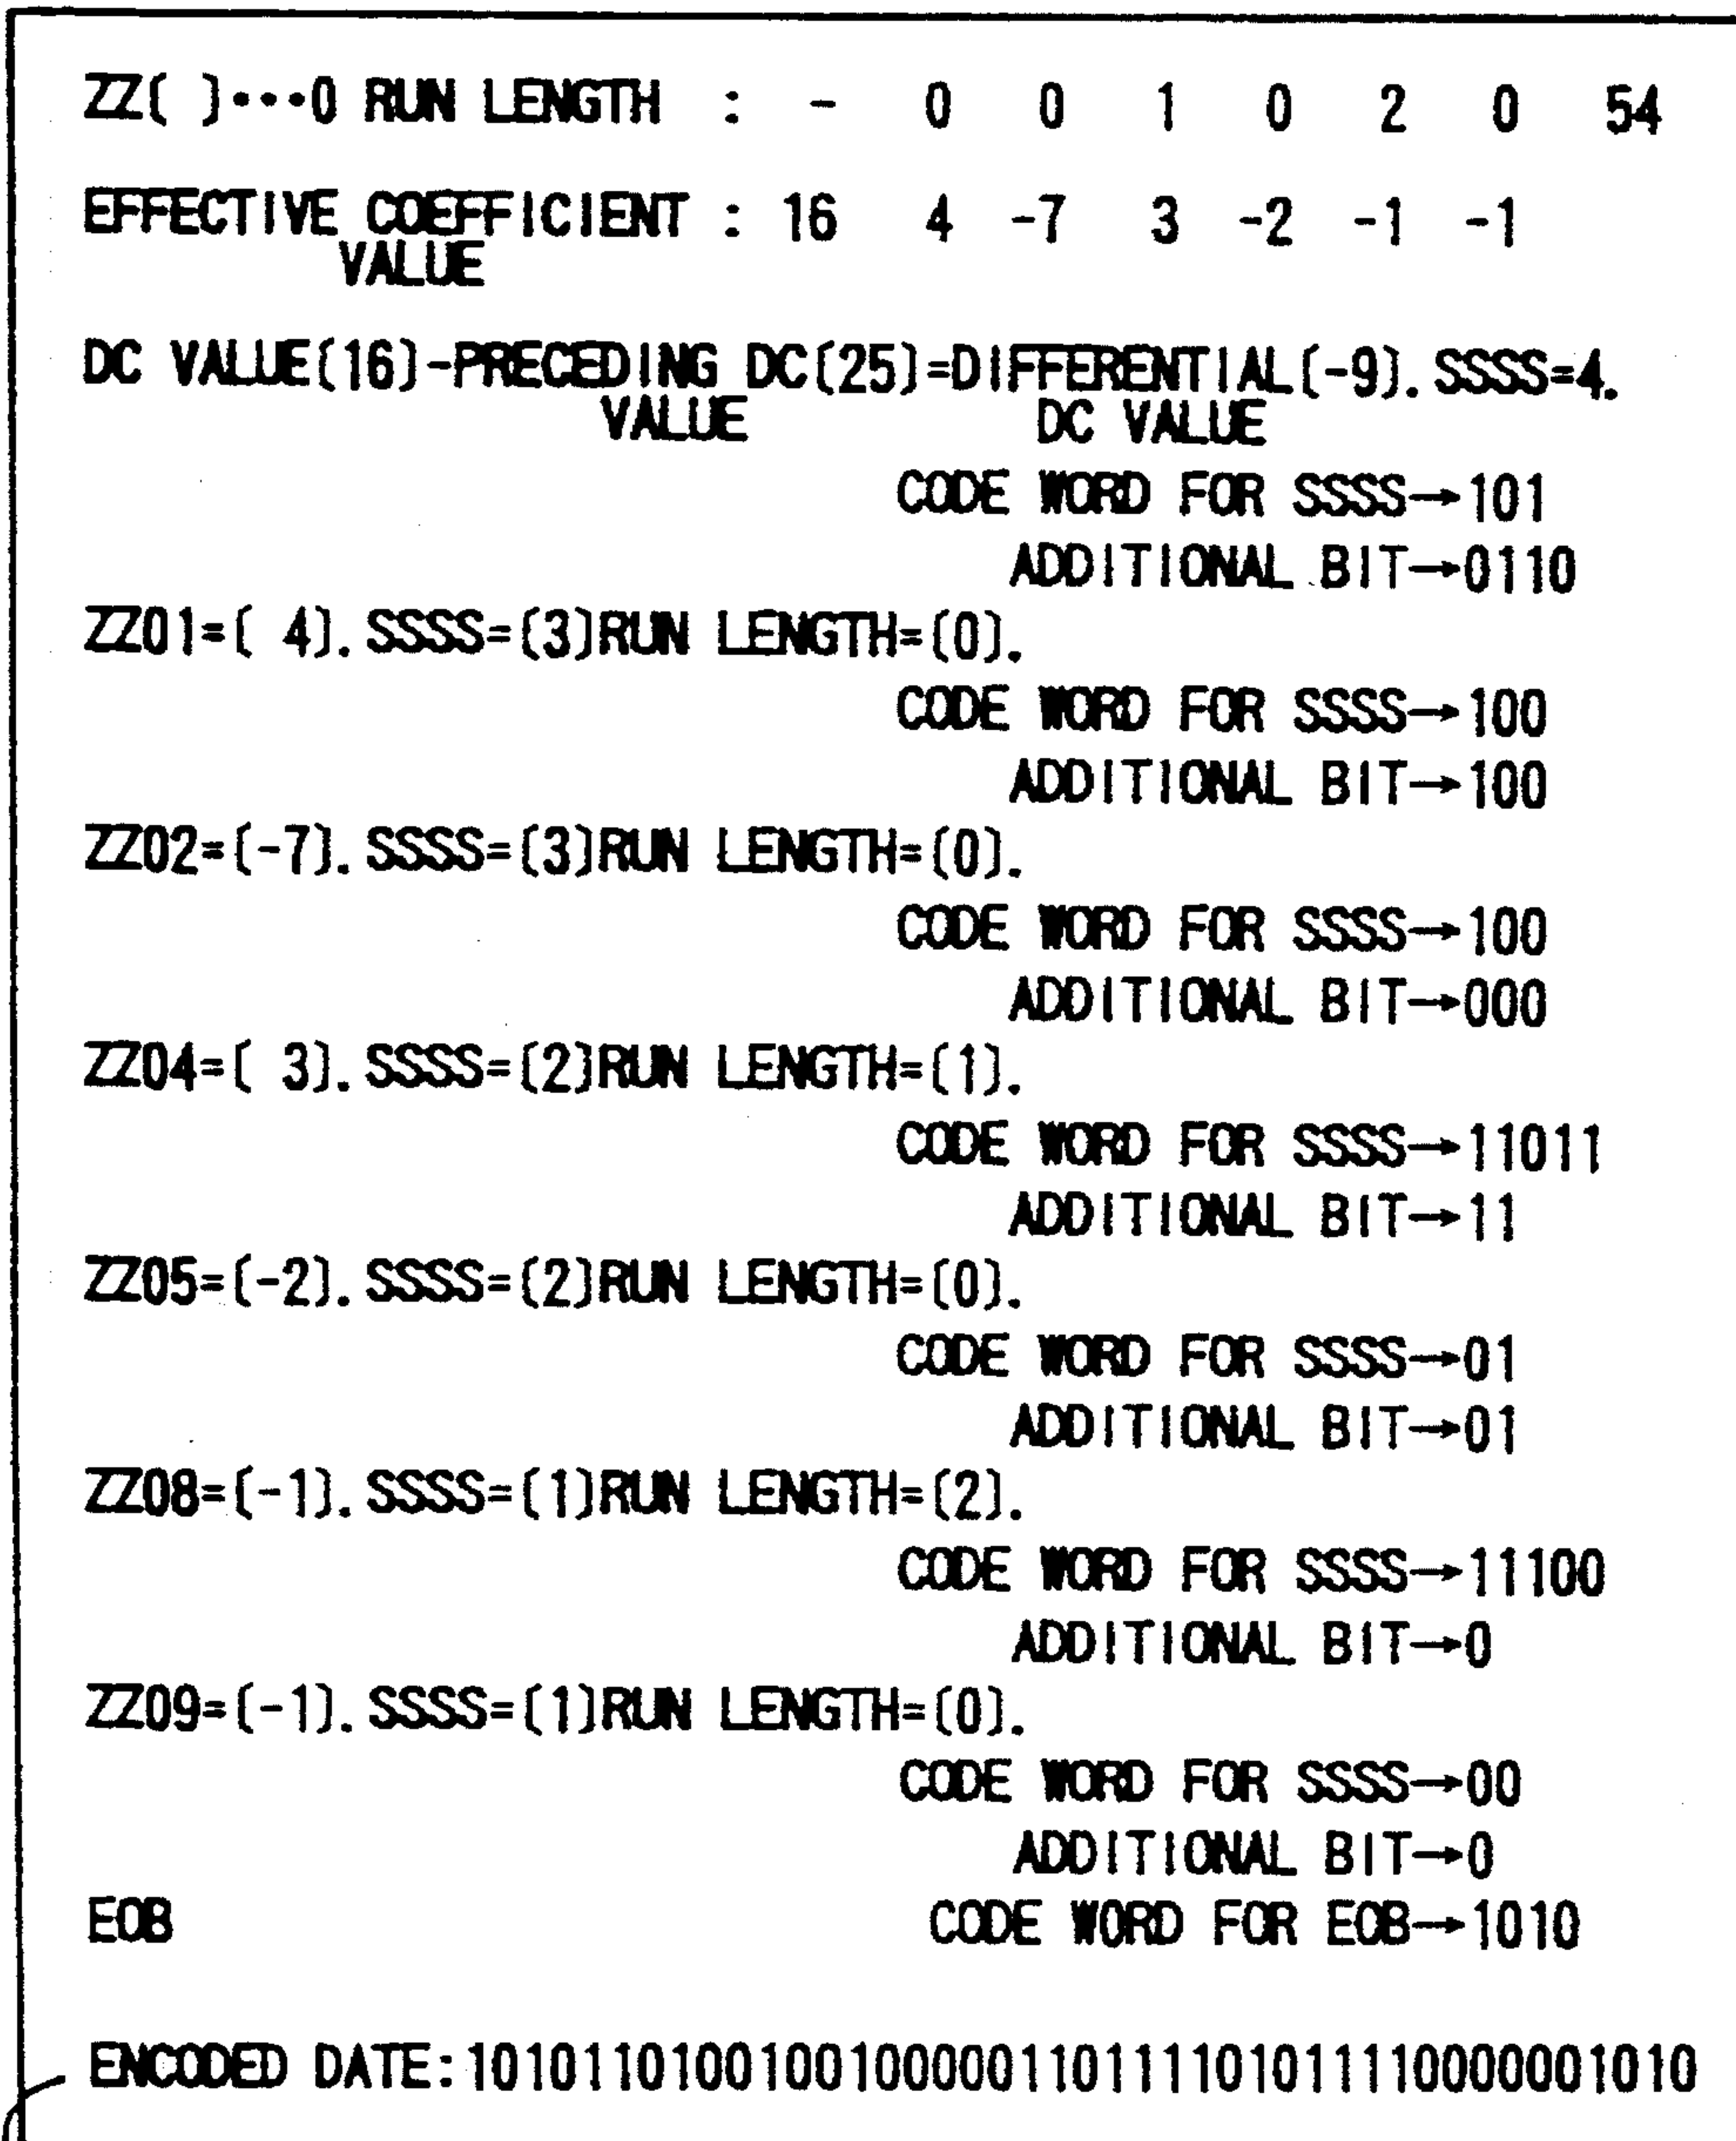 ZZ( )･･･0 RUN LENGTH : - 0 0 1 0 2 0 54
EFFECTIVE COEFFICIENT : 16 4 -7 3 -2 -1 -1
VALUE
DC VALUE(16)-PRECEDING DC(25)=DIFFERENTIAL(-9). SSSS=4.
VALUE DC VALUE
CODE WORD FOR SSSS→101
ADDITIONAL BIT→0110
ZZ01=( 4). SSSS=(3)RUN LENGTH=(0).
CODE WORD FOR SSSS→100
ADDITIONAL BIT→100
ZZ02=(-7). SSSS=(3)RUN LENGTH=(0).
CODE WORD FOR SSSS→100
ADDITIONAL BIT→000
ZZ04=( 3). SSSS=(2)RUN LENGTH=(1).
CODE WORD FOR SSSS→11011
ADDITIONAL BIT→11
ZZ05=(-2). SSSS=(2)RUN LENGTH=(0).
CODE WORD FOR SSSS→01
ADDITIONAL BIT→01
ZZ08=(-1). SSSS=(1)RUN LENGTH=(2).
CODE WORD FOR SSSS→11100
ADDITIONAL BIT→0
ZZ09=(-1). SSSS=(1)RUN LENGTH=(0).
CODE WORD FOR SSSS→00
ADDITIONAL BIT→0
EOB CODE WORD FOR EOB→1010
ENCODED DATE:1010110100100100000110111101011110000001010